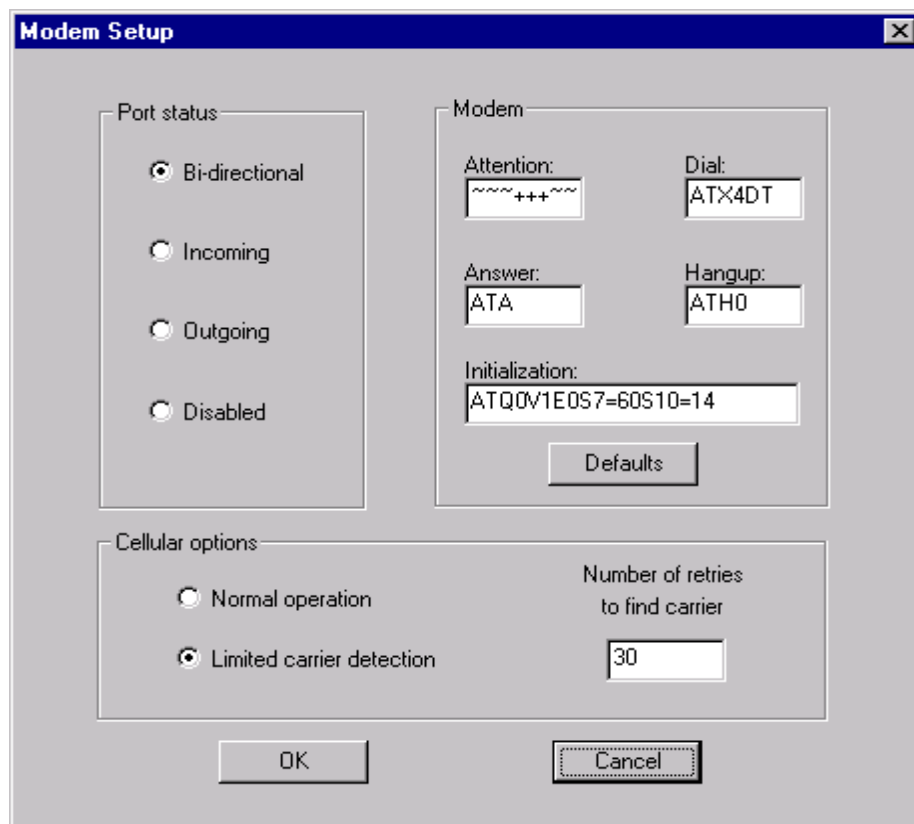 Modem Setup
Port status
Bi-directional
Incoming
Outgoing
Disabled
Modem
Attention: Dial:
~~~+++~~ ATX4DT
Answer: Hangup:
ATA ATH0
Initialization:
ATQ0V1E0S7=60S10=14
Defaults
Cellular options
Normal operation
Limited carrier detection
Number of retries
to find carrier
30
OK Cancel